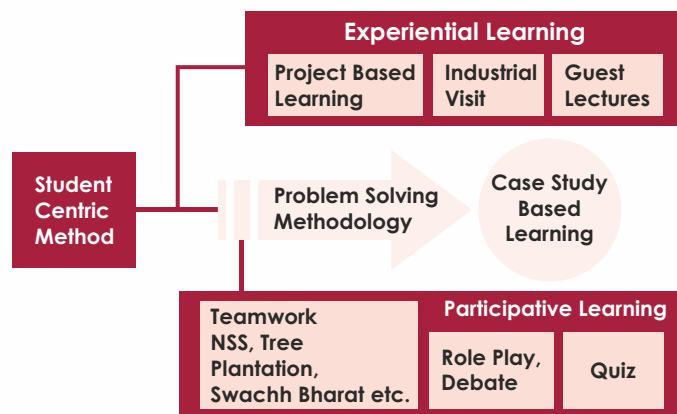 Experiential Learning
Project Based
Learning
Industrial
Visit
Guest
Lectures
Student
Centric
Method
Problem Solving
Methodology
Case Study
Based
Learning
Participative Learning
Teamwork
NSS, Tree
Plantation,
Swachh Bharat etc.
Role Play,
Debate
Quiz